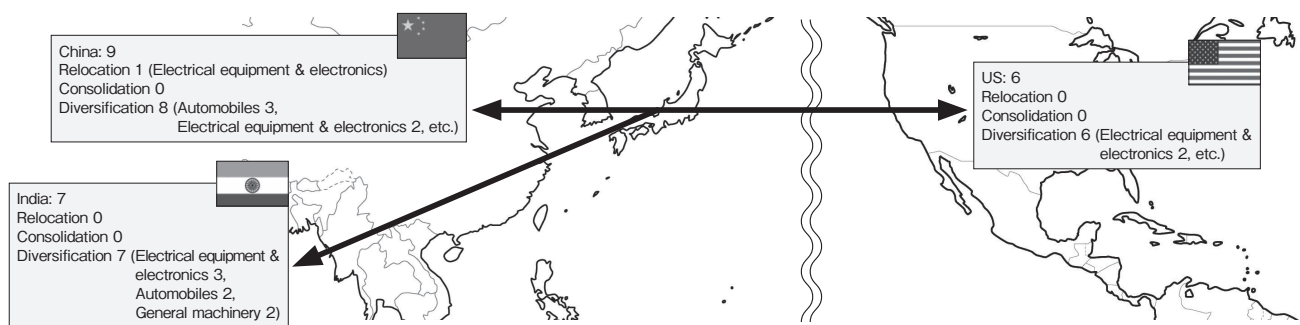 China: 9
Relocation 1 (Electrical equipment & electronics)
Consolidation 0
Diversification 8 (Automobiles 3,
Electrical equipment & electronics 2, etc.)
US: 6
Relocation 0
Consolidation 0
Diversification 6 (Electrical equipment &
electronics 2, etc.)
India: 7
Relocation 0
Consolidation 0
Diversification 7 (Electrical equipment &
electronics 3,
Automobiles 2,
General machinery 2)